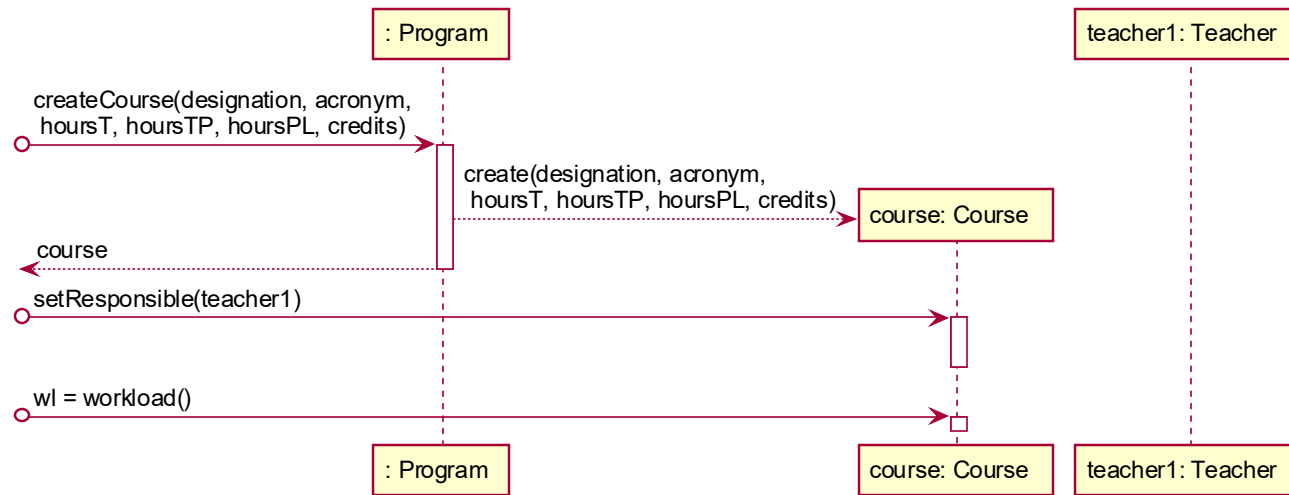 : Program
teacher1: Teacher
createCourse(designation, acronym,
hoursT, hoursTP, hoursPL, credits)
create(designation, acronym,
hoursT, hoursTP, hoursPL, credits)
course: Course
course
setResponsible(teacher1)
wl = workload()
: Program
course: Course
teacher1: Teacher